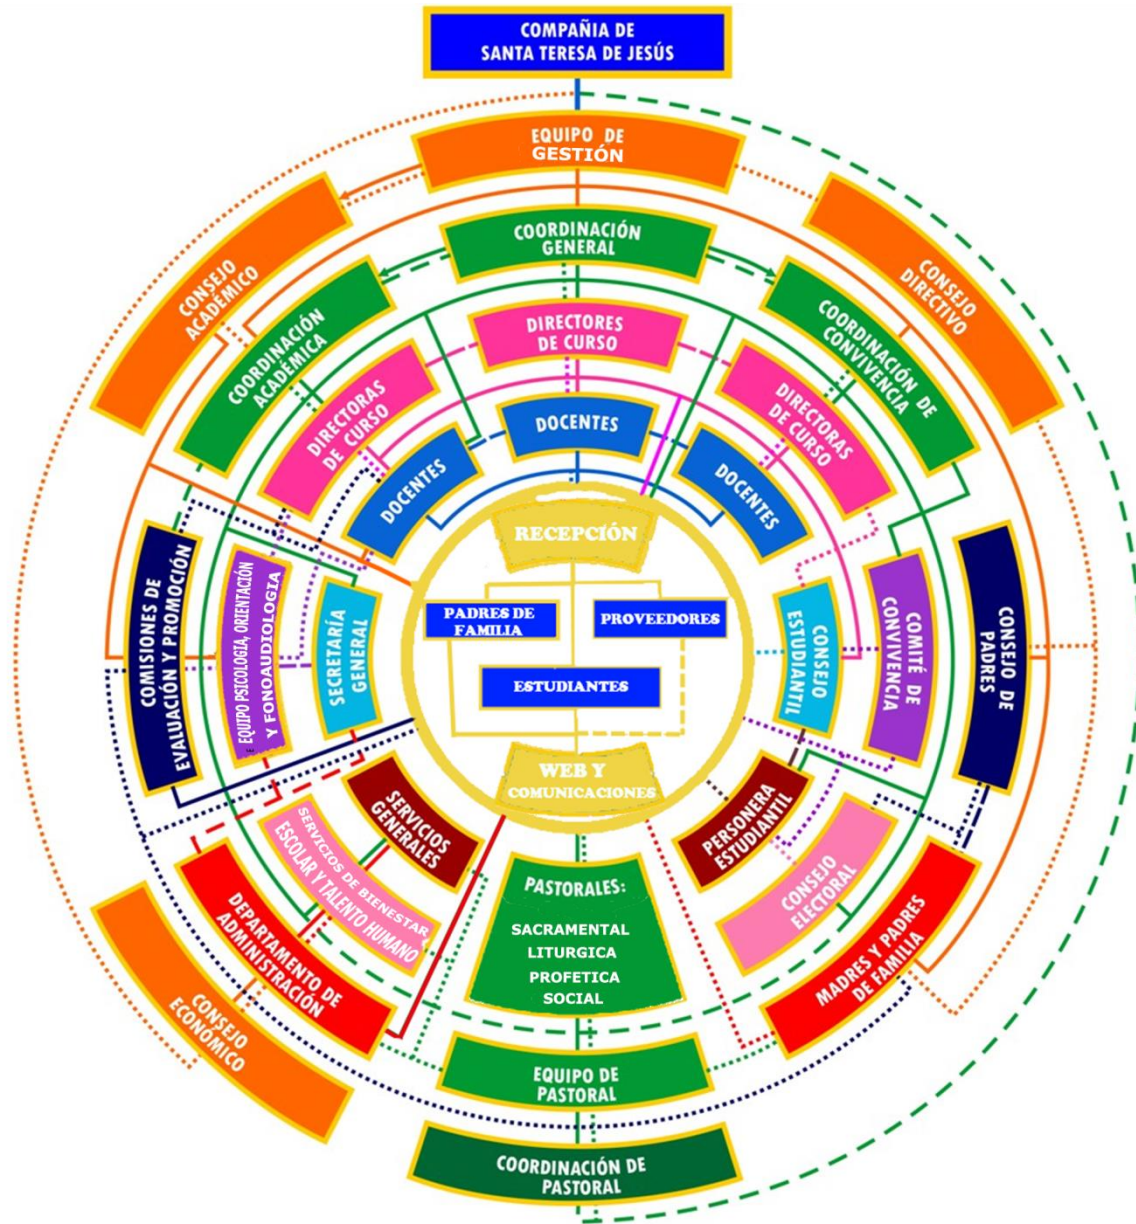 COMPAÑIA DE
SANTA TERESA DE JESÚS
EQUIPO DE
GESTIÓN
CONSEJO
ACADÉMICO
CONSEJO
DIRECTIVO
COORDINACIÓN
GENERAL
COORDINACIÓN
ACADÉMICA
COORDINACIÓN DE
CONVIVENCIA
DIRECTORES
DE CURSO
DIRECTORAS
DE CURSO
DIRECTORAS
DE CURSO
DOCENTES
DOCENTES
DOCENTES
RECEPCIÓN
PADRES DE
FAMILIA
PROVEEDORES
ESTUDIANTES
WEB Y
COMUNICACIONES
COMISIONES DE
EVALUACIÓN Y PROMOCIÓN
EQUIPO PSICOLOGIA, ORIENTACIÓN
Y FONOAUDIOLOGIA
SECRETARÍA
GENERAL
CONSEJO
ESTUDIANTIL
COMITÉ DE
CONVIVENCIA
CONSEJO DE
PADRES
SERVICIOS
GENERALES
SERVICIOS DE BIENESTAR
ESCOLAR Y TALENTO HUMANO
DEPARTAMENTO DE
ADMINISTRACIÓN
CONSEJO
ECONÓMICO
PERSONERA
ESTUDIANTIL
CONSEJO
ELECTORAL
MADRES Y PADRES
DE FAMILIA
PASTORALES:
SACRAMENTAL
LITURGICA
PROFETICA
SOCIAL
EQUIPO DE
PASTORAL
COORDINACIÓN DE
PASTORAL